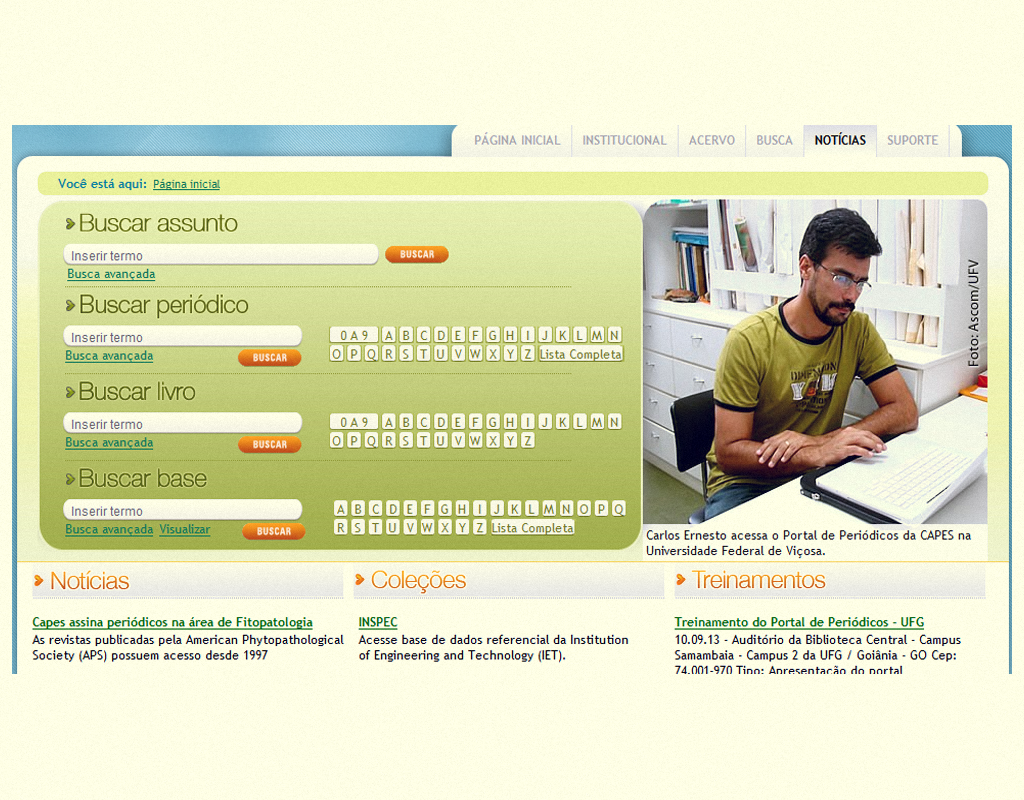 PÁGINA INICIAL INSTITUCIONAL ACERVO BUSCA NOTÍCIAS SUPORTE
Você está aqui: Página inicial
Buscar assunto
Inserir termo BUSCAR
Busca avançada
Buscar periódico
Inserir termo 0 A 9 A B C D E F G H I J K L M N
Busca avançada BUSCAR O P Q R S T U V W X Y Z Lista Completa
Buscar livro
Inserir termo 0 A 9 A B C D E F G H I J K L M N
Busca avançada BUSCAR O P Q R S T U V W X Y Z
Buscar base
Inserir termo A B C D E F G H I J K L M N O P Q
Busca avançada Visualizar BUSCAR R S T U V W X Y Z Lista Completa
Foto: Ascom/UFV
Carlos Ernesto acessa o Portal de Periódicos da CAPES na
Universidade Federal de Viçosa.
Notícias
Capes assina periódicos na área de Fitopatologia
As revistas publicadas pela American Phytopathological
Society (APS) possuem acesso desde 1997
Coleções
INSPEC
Acesse base de dados referencial da Institution
of Engineering and Technology (IET).
Treinamentos
Treinamento do Portal de Periódicos - UFG
10.09.13 - Auditório da Biblioteca Central - Campus
Samambaia - Campus 2 da UFG / Goiânia - GO Cep:
74.001-970 Tipo: Apresentação do portal